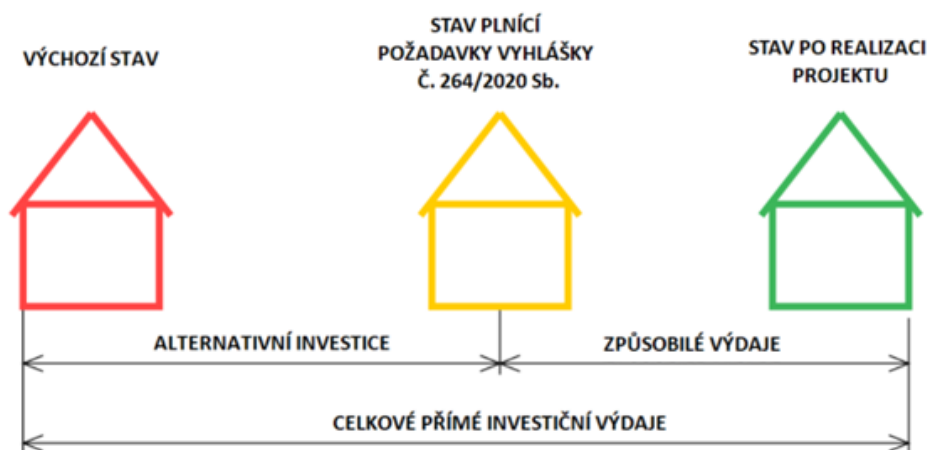 VÝCHOZÍ STAV
STAV PLNÍCÍ
POŽADAVKY VYHLÁŠKY
Č. 264/2020 Sb.
STAV PO REALIZACI
PROJEKTU
ALTERNATIVNÍ INVESTICE
ZPŮSOBILÉ VÝDAJE
CELKOVÉ PŘÍMÉ INVESTIČNÍ VÝDAJE